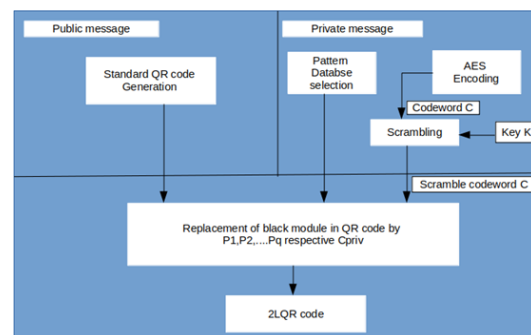 Public message
Private message
Standard QR code
Generation
Pattern
Databse
selection
AES
Encoding
Codeword C
Scrambling
Key K
Scramble codeword C
Replacement of black module in QR code by
P1,P2,....Pq respective Cpriv
2LQR code